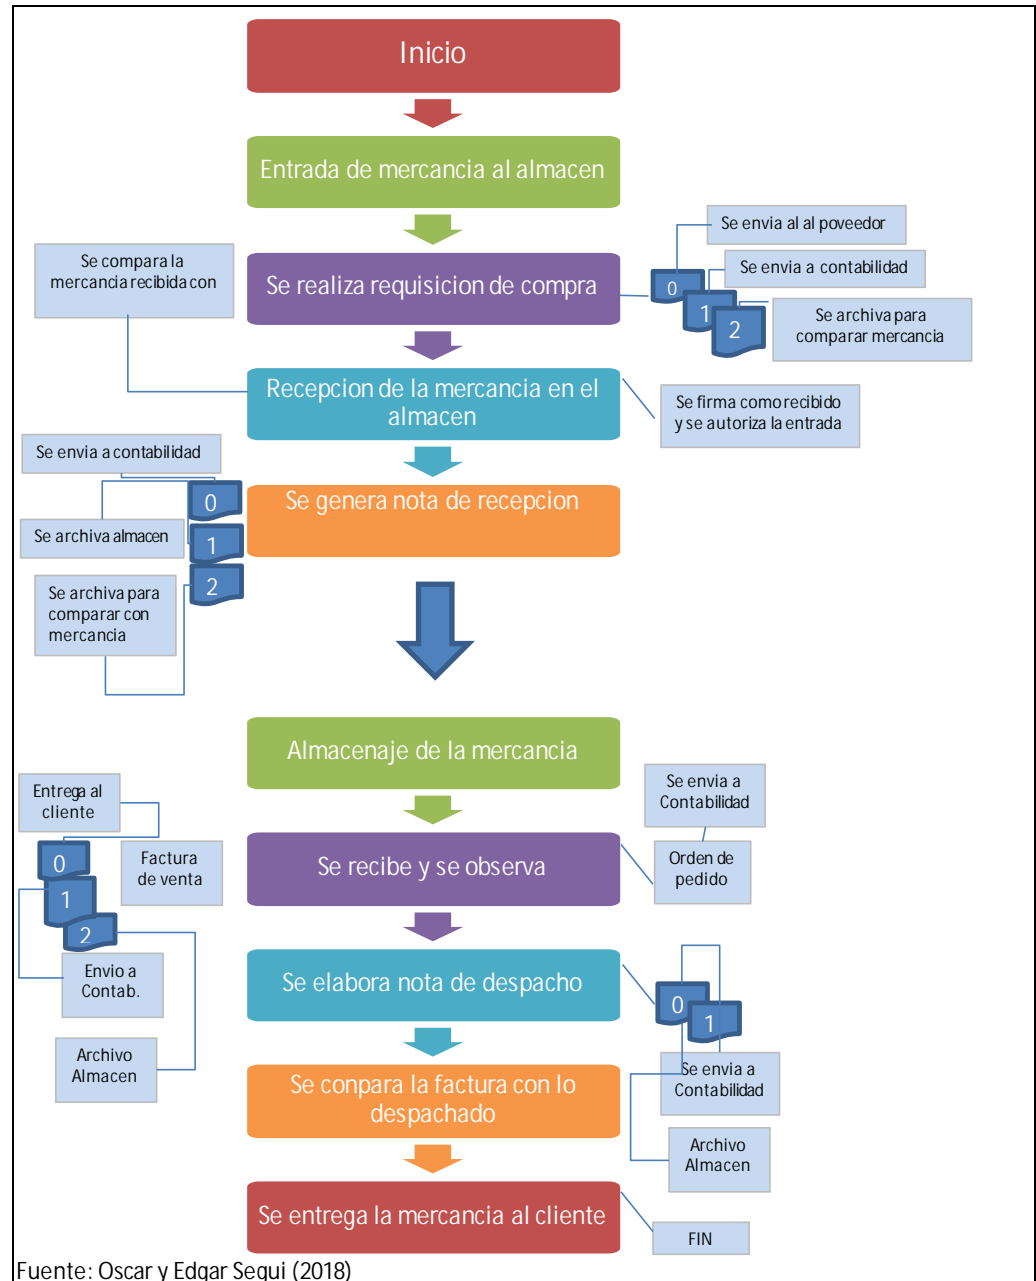 Inicio
Entrada de mercancia al almacen
Se envia al al poveedor
Se compara la
mercancia recibida con
Se realiza requisicion de compra
0
1
2
Se envia a contabilidad
Se archiva para
comparar mercancia
Recepcion de la mercancia en el
almacen
Se firma como recibido
y se autoriza la entrada
Se envia a contabilidad
0
1
2
Se genera nota de recepcion
Se archiva almacen
Se archiva para
comparar con
mercancia
Almacenaje de la mercancia
Se envia a
Contabilidad
Entrega al
cliente
0
1
2
Factura
de venta
Se recibe y se observa
Orden de
pedido
Envio a
Contab.
Se elabora nota de despacho
0
1
Archivo
Almacen
Se conpara la factura con lo
despachado
Se envia a
Contabilidad
Archivo
Almacen
Se entrega la mercancia al cliente
FIN
Fuente: Oscar y Edgar Segui (2018)